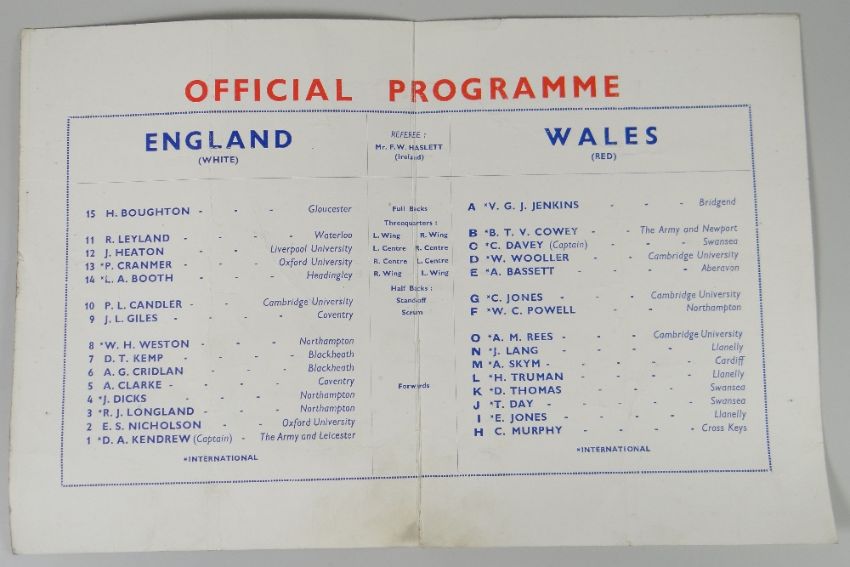 OFFICIAL PROGRAMME
ENGLAND
(WHITE)
REFEREE :
Mr. F. W. HASLETT
(Ireland)
WALES
(RED)
15 H. BOUGHTON - - - Gloucester
Full Backs
A *V. G. J. JENKINS - - - Bridgend
Threequarters :
11 R. LEYLAND - - - Waterloo
L. Wing R. Wing
B *B. T. V. COWEY - - The Army and Newport
12 J. HEATON - - - Liverpool University
L. Centre R. Centre
C *C. DAVEY (Captain) - - - Swansea
13 *P. CRANMER - - - Oxford University
R. Centre L. Centre
D *W. WOOLLER - - Cambridge University
14 *L. A. BOOTH - - - Headingley
R. Wing L. Wing
E *A. BASSETT - - - - Aberavon
Half Backs :
10 P. L. CANDLER - - Cambridge University
Stand-off
G *C. JONES - - - Cambridge University
9 J. L. GILES - - - - Coventry
Scrum
F *W. C. POWELL - - - Northampton
8 *W. H. WESTON - - - Northampton
O *A. M. REES - - - Cambridge University
7 D. T. KEMP - - - - Blackheath
N *J. LANG - - - - - Llanelly
6 A. G. CRIDLAN - - - Blackheath
M *A. SKYM - - - - - Cardiff
5 A. CLARKE - - - - - Coventry
Forwards
L *H. TRUMAN - - - - Llanelly
4 *J. DICKS - - - - Northampton
K *D. THOMAS - - - - Swansea
3 *R. J. LONGLAND - - - Northampton
J *T. DAY - - - - - Swansea
2 E. S. NICHOLSON - - Oxford University
I *E. JONES - - - - - Llanelly
1 *D. A. KENDREW (Captain) - The Army and Leicester
H C. MURPHY - - - - Cross Keys
*INTERNATIONAL
*INTERNATIONAL